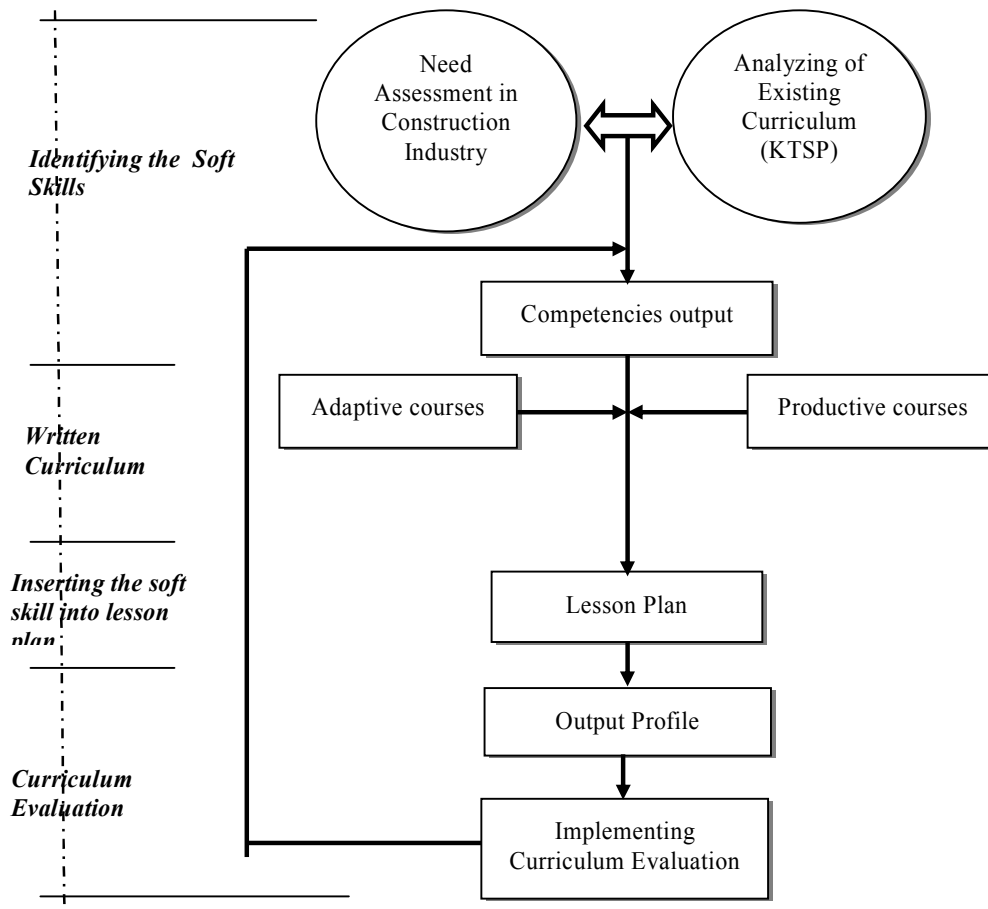 Need
Assessment in
Construction
Industry
Analyzing of
Existing
Curriculum
(KTSP)
Identifying the Soft
Skills
Competencies output
Adaptive courses
Productive courses
Written
Curriculum
Inserting the soft
skill into lesson
plan
Lesson Plan
Output Profile
Curriculum
Evaluation
Implementing
Curriculum Evaluation